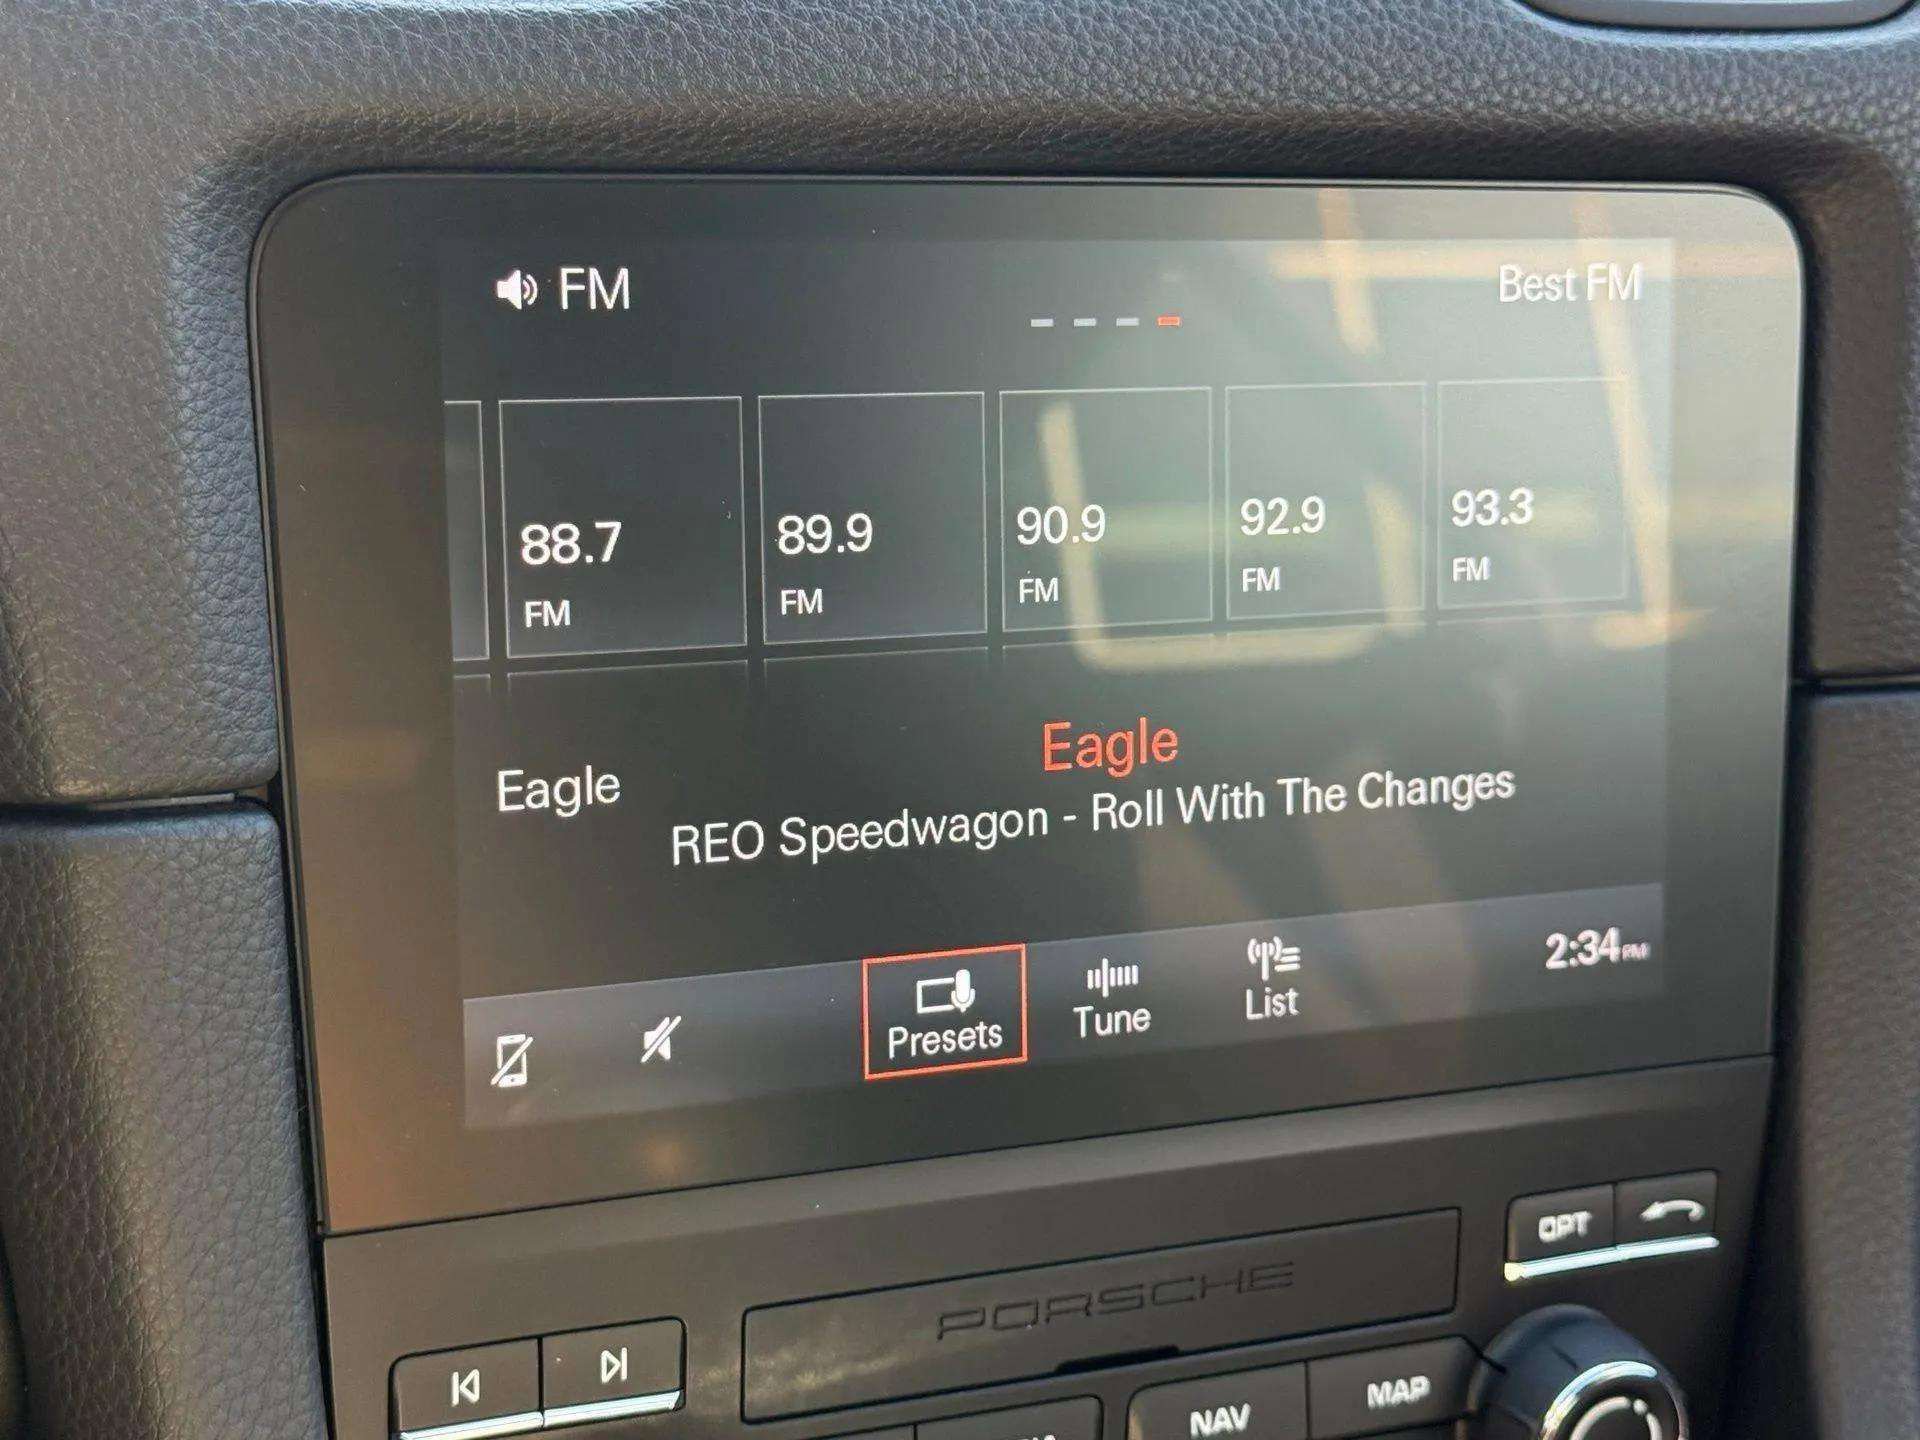 FM
Best FM
88.7
FM
89.9
FM
90.9
FM
92.9
FM
93.3
FM
Eagle
Eagle
REO Speedwagon - Roll With The Changes
Presets
Tune
List
2:34 PM
OPT
PORSCHE
NAV
MAP